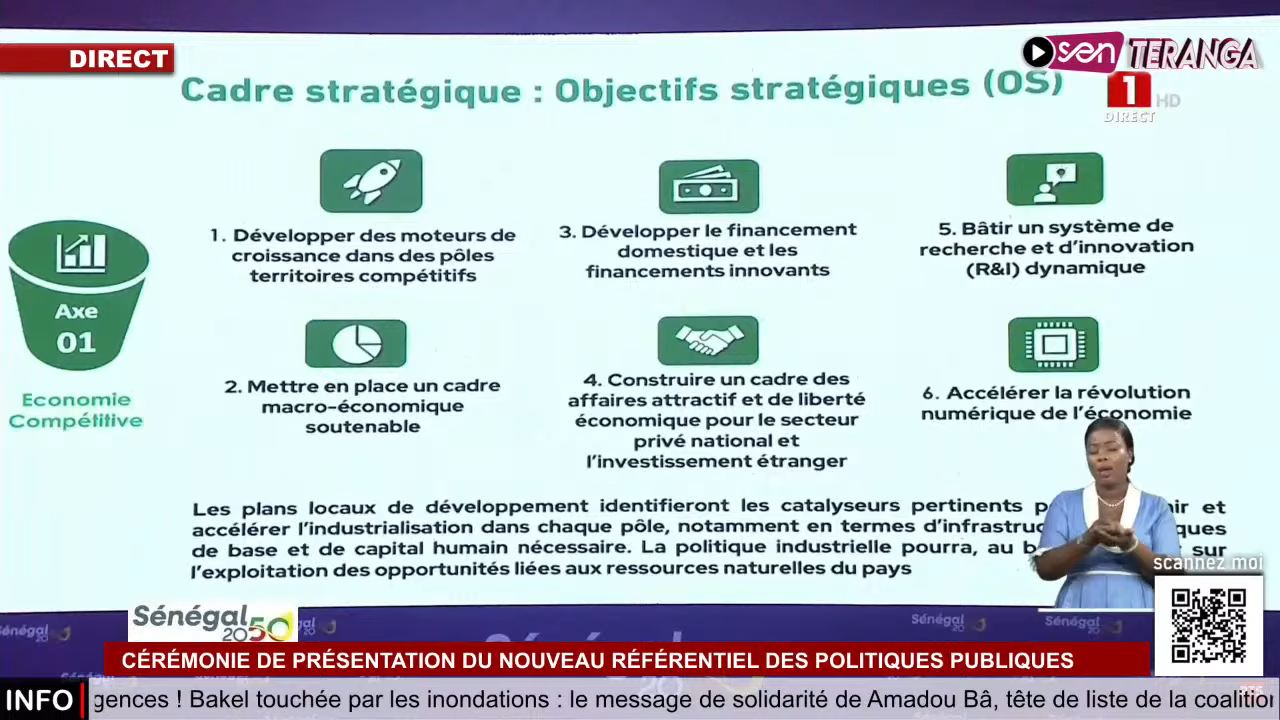 DIRECT
sen TERANGA
1 HD
DIRECT
Cadre stratégique : Objectifs stratégiques (OS)
Axe
01
Economie
Compétitive
1. Développer des moteurs de
croissance dans des pôles
territoires compétitifs
2. Mettre en place un cadre
macro-économique
soutenable
3. Développer le financement
domestique et les
financements innovants
4. Construire un cadre des
affaires attractif et de liberté
économique pour le secteur
privé national et
l'investissement étranger
5. Bâtir un système de
recherche et d'innovation
(R&I) dynamique
6. Accélérer la révolution
numérique de l'économie
Les plans locaux de développement identifieront les catalyseurs pertinents et
accélérer l'industrialisation dans chaque pôle, notamment en termes
de base et de capital humain nécessaire. La politique industrielle pourra, au sur
l'exploitation des opportunités liées aux ressources naturelles du pays
scannez moi
Sénégal
2050
Sénégal
Sénégal
Sénégal
CÉRÉMONIE DE PRÉSENTATION DU NOUVEAU RÉFÉRENTIEL DES POLITIQUES PUBLIQUES
INFO gences ! Bakel touchée par les inondations : le message de solidarité de Amadou Bâ, tête de liste de la coalition